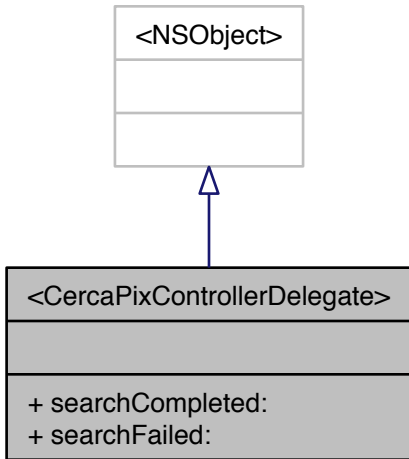 <NSObject>
<CercaPixControllerDelegate>
+ searchCompleted:
+ searchFailed: